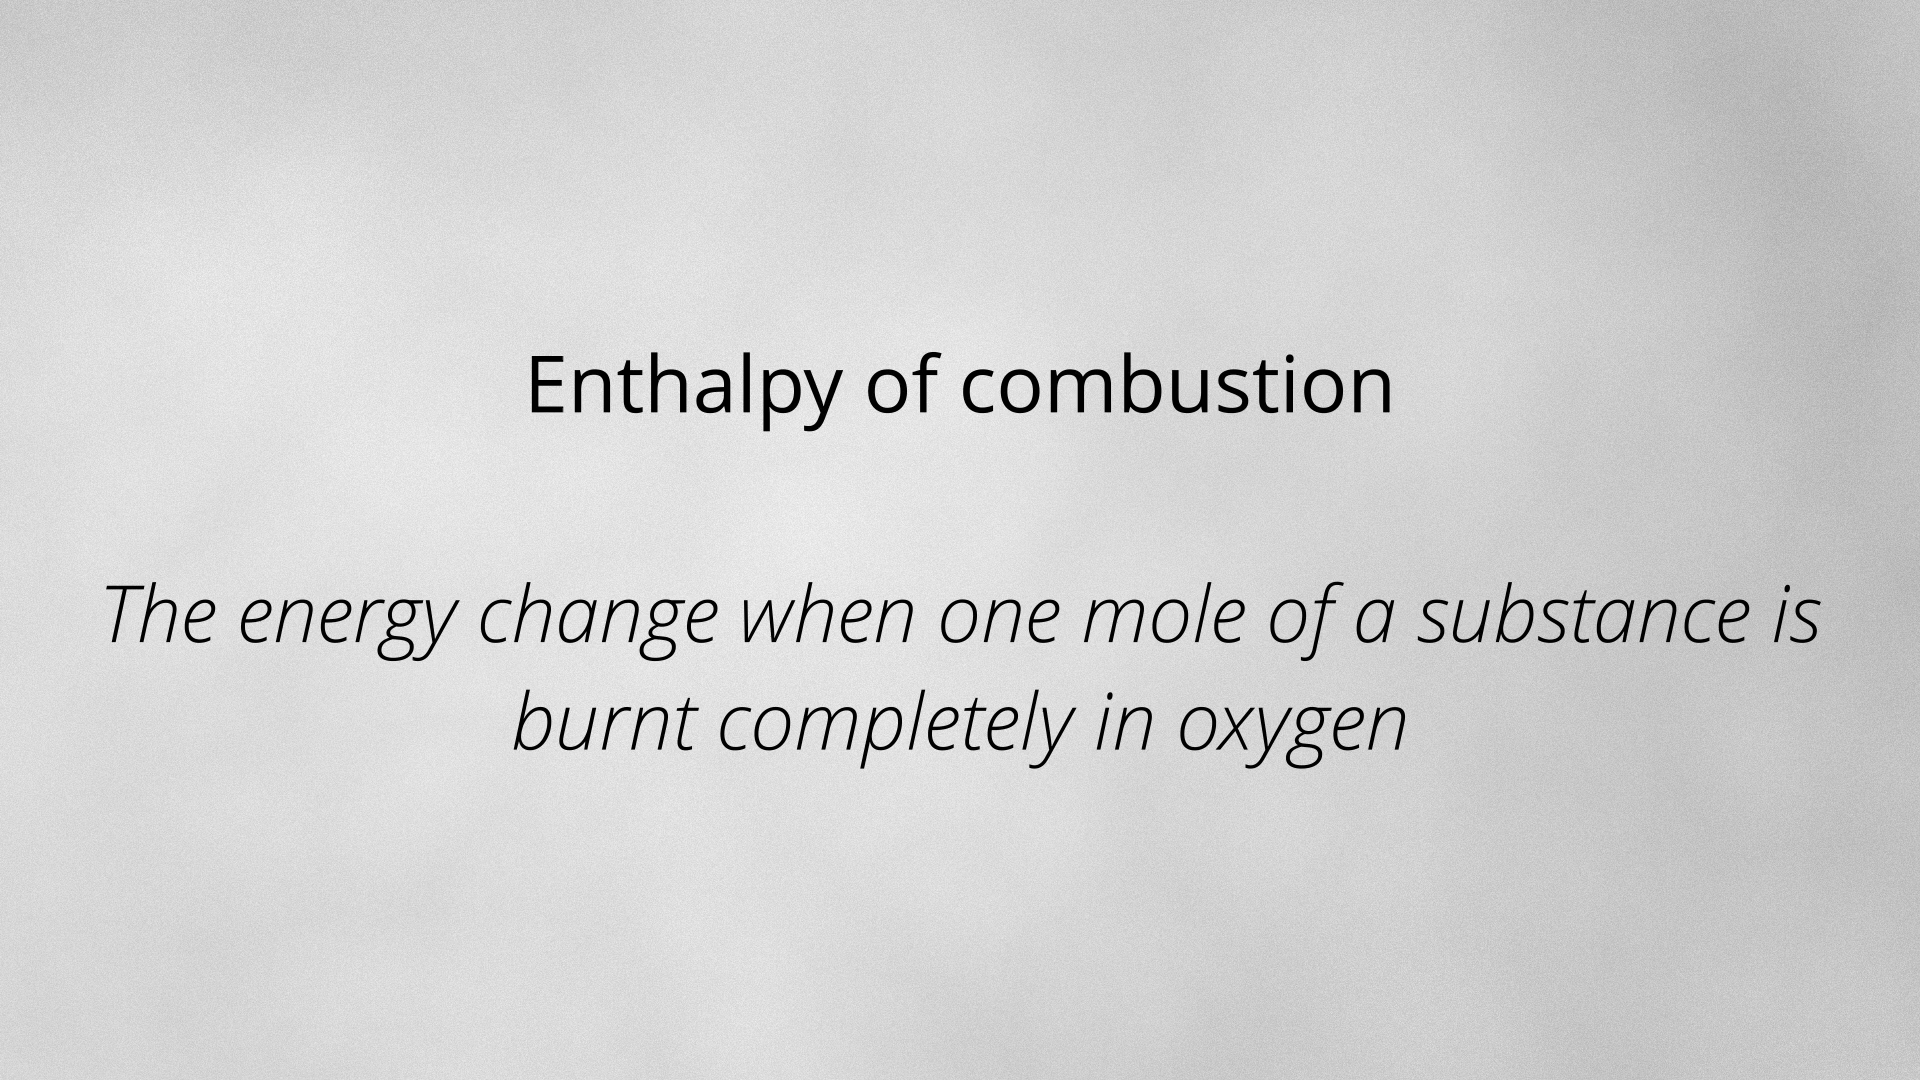 Enthalpy of combustion
The energy change when one mole of a substance is
burnt completely in oxygen